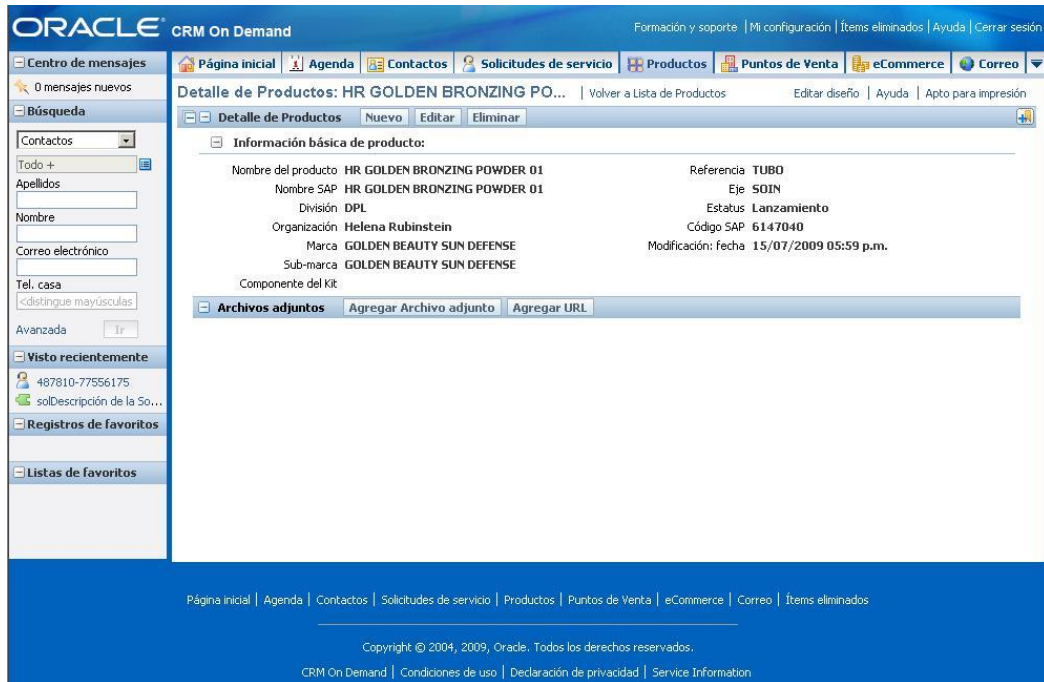 ORACLE CRM On Demand
Formación y soporte | Mi configuración | Ítems eliminados | Ayuda | Cerrar sesión
Centro de mensajes
0 mensajes nuevos
Búsqueda
Contactos
Todo +
Apellidos
Nombre
Correo electrónico
Tel. casa
<distingue mayúsculas
Avanzada Ir
Visto recientemente
487810-77556175
solDescripción de la So...
Registros de favoritos
Listas de favoritos
Página inicial Agenda Contactos Solicitudes de servicio Productos Puntos de Venta eCommerce Correo
Detalle de Productos: HR GOLDEN BRONZING PO... | Volver a Lista de Productos Editar diseño | Ayuda | Apto para impresión
Detalle de Productos Nuevo Editar Eliminar
Información básica de producto:
Nombre del producto HR GOLDEN BRONZING POWDER 01 Referencia TUBO
Nombre SAP HR GOLDEN BRONZING POWDER 01 Eje SOIN
División DPL Estatus Lanzamiento
Organización Helena Rubinstein Código SAP 6147040
Marca GOLDEN BEAUTY SUN DEFENSE Modificación: fecha 15/07/2009 05:59 p.m.
Sub-marca GOLDEN BEAUTY SUN DEFENSE
Componente del Kit
Archivos adjuntos Agregar Archivo adjunto Agregar URL
Página inicial | Agenda | Contactos | Solicitudes de servicio | Productos | Puntos de Venta | eCommerce | Correo | Ítems eliminados
Copyright © 2004, 2009, Oracle. Todos los derechos reservados.
CRM On Demand | Condiciones de uso | Declaración de privacidad | Service Information